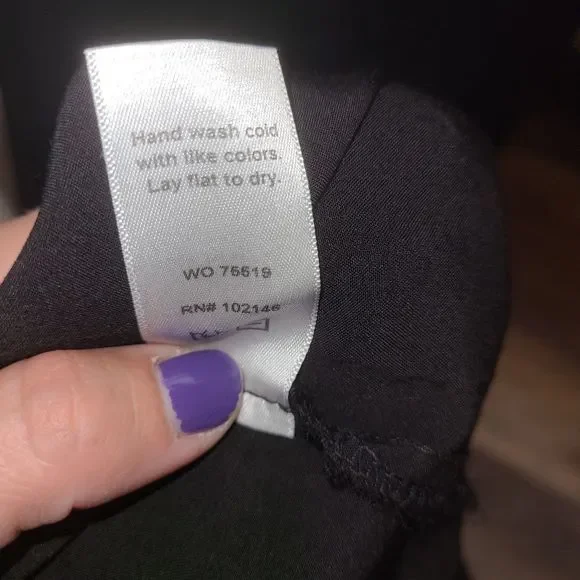 Hand wash cold
with like colors.
Lay flat to dry.
WO 75519
RN# 102146